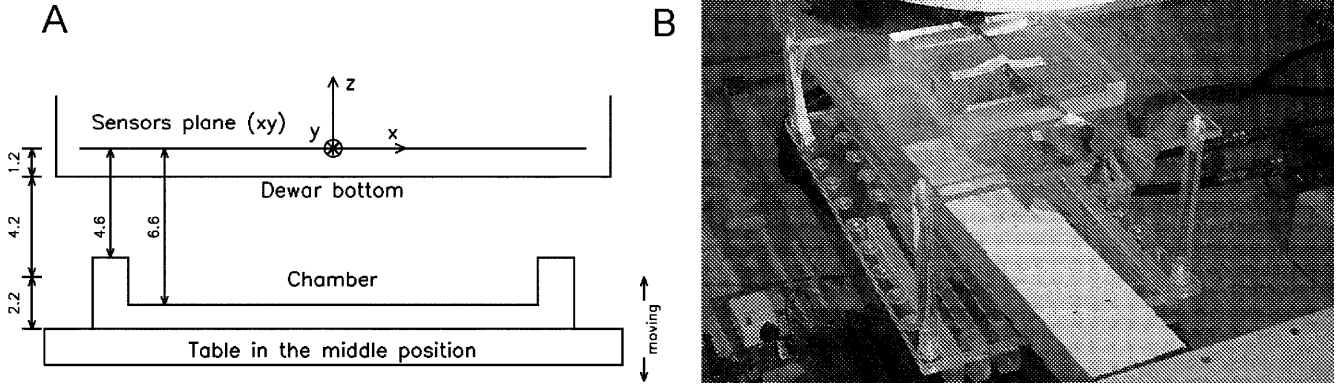 A
B
z
Sensors plane (xy)
y
x
1.2
Dewar bottom
4.2
4.6
6.6
Chamber
2.2
moving
Table in the middle position